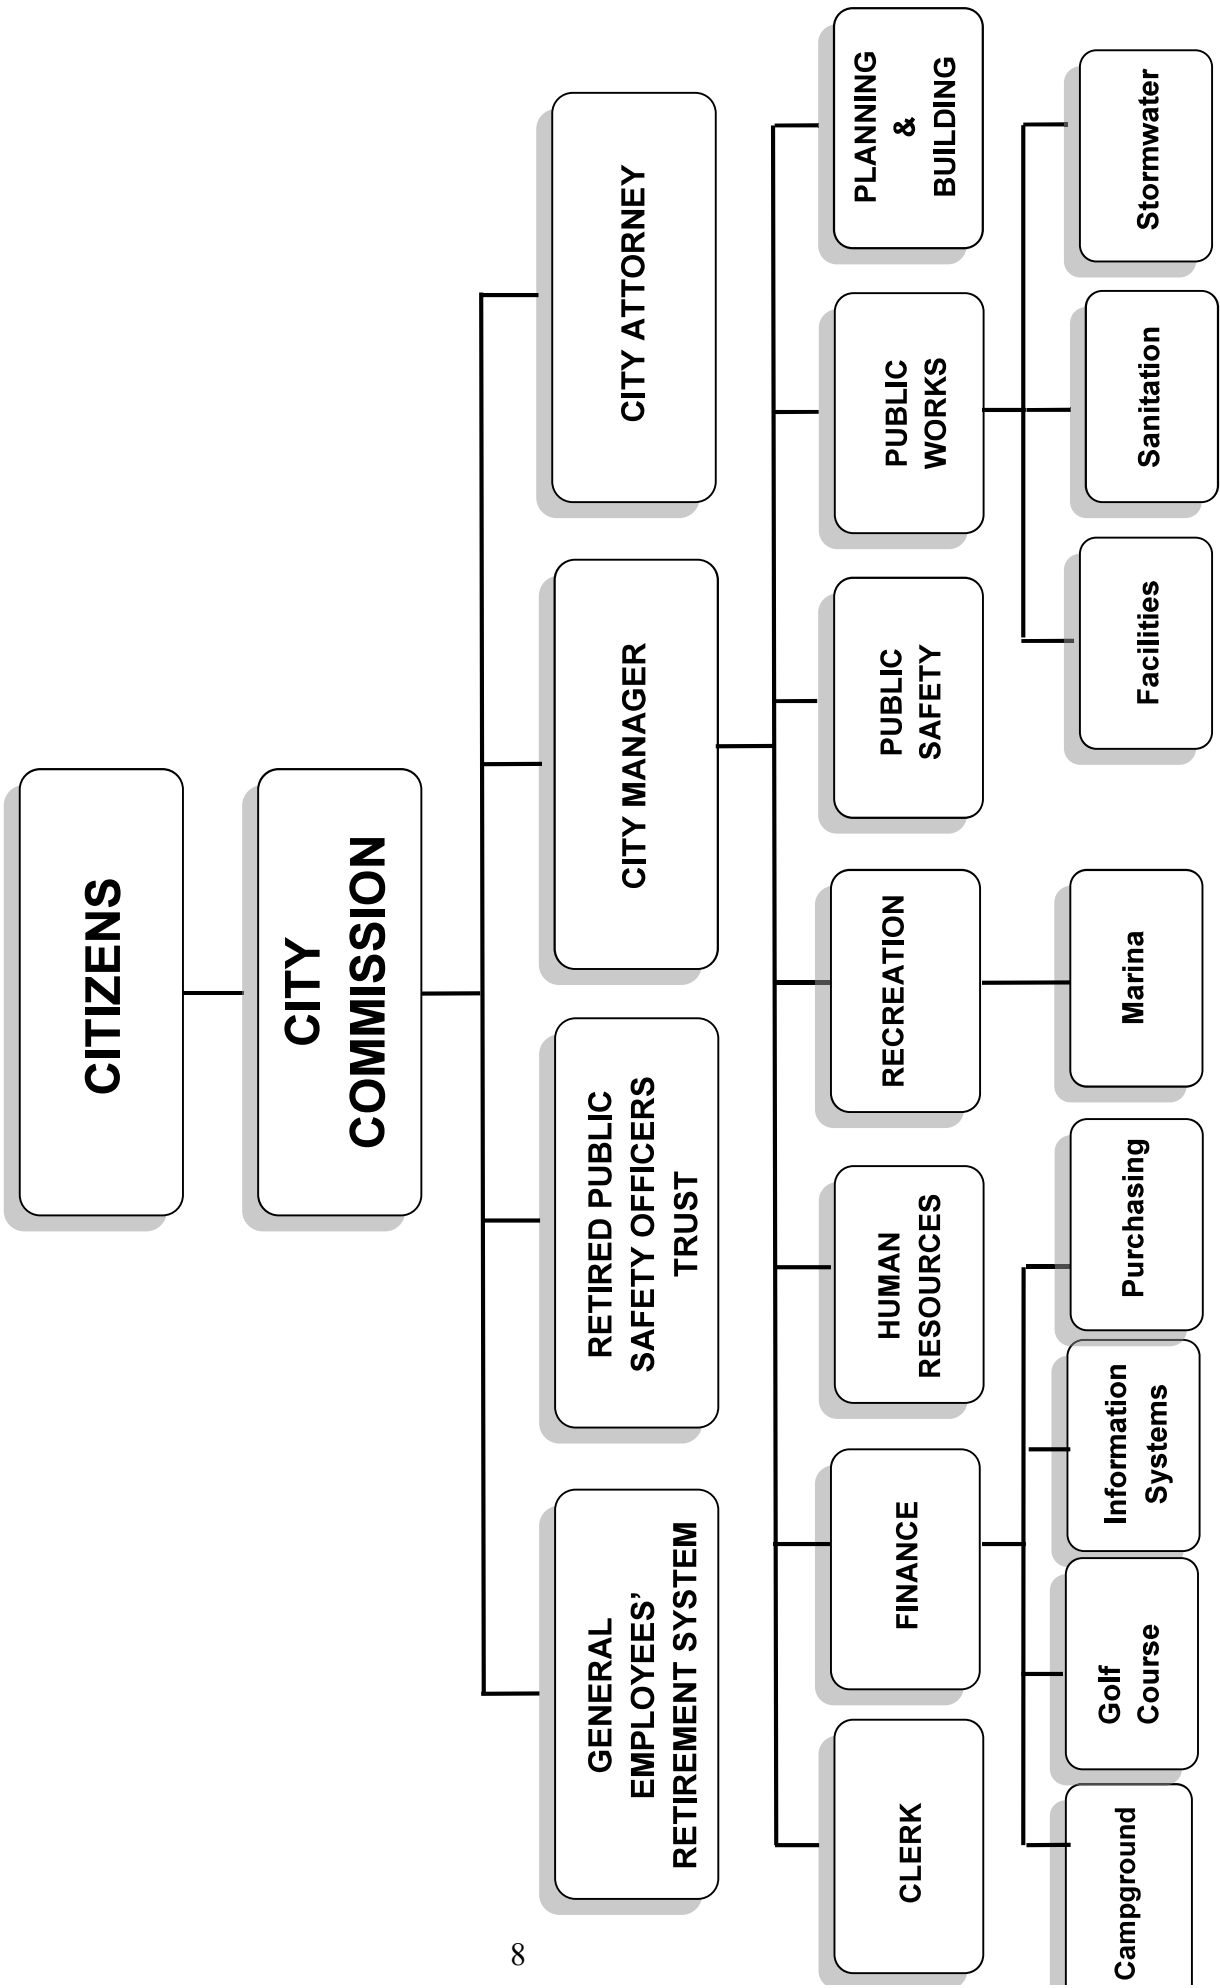 CITIZENS
CITY
COMMISSION
GENERAL
EMPLOYEES’
RETIREMENT SYSTEM
RETIRED PUBLIC
SAFETY OFFICERS
TRUST
CITY MANAGER
CITY ATTORNEY
CLERK
FINANCE
HUMAN
RESOURCES
RECREATION
PUBLIC
SAFETY
PUBLIC
WORKS
PLANNING
&
BUILDING
Campground
Golf
Course
Information
Systems
Purchasing
Marina
Facilities
Sanitation
Stormwater
8